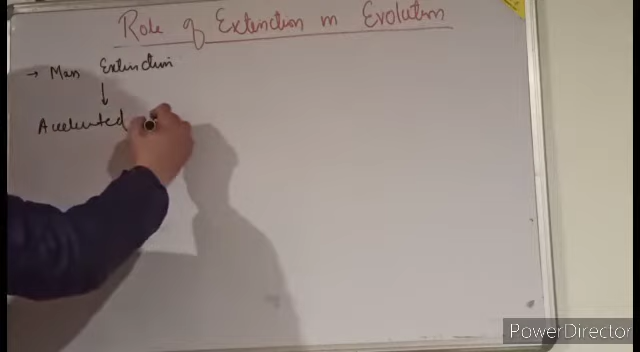 Role of Extinction in Evolution
→ Mass Extinction
↓
Accelerated
PowerDirector